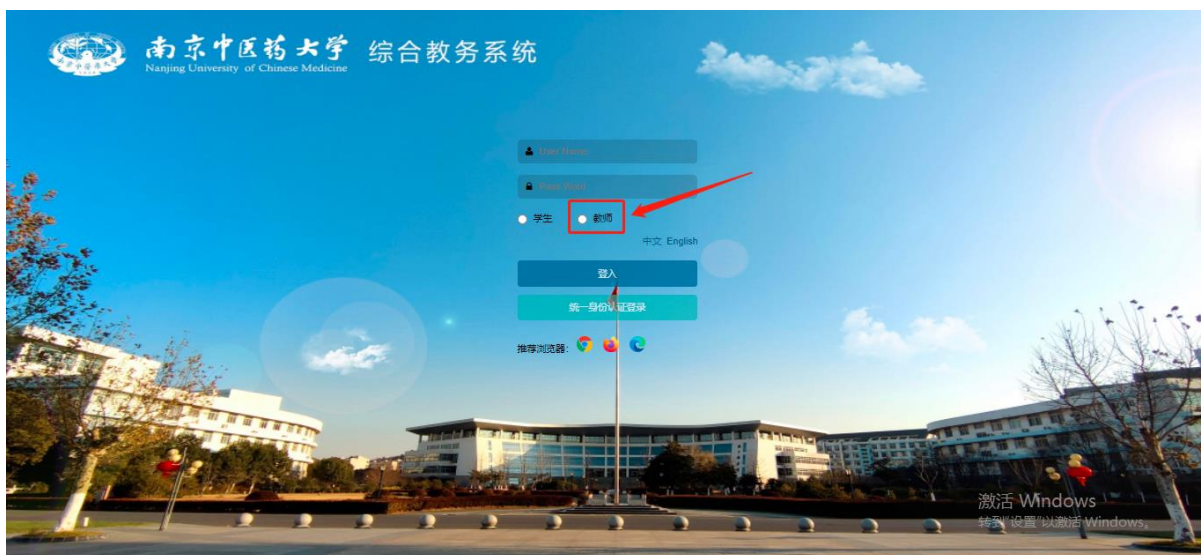 南京中医药大学 综合教务系统
Nanjing University of Chinese Medicine
User Name
Pass Word
学生 教师
中文 English
登入
统一身份认证登录
推荐浏览器:
激活 Windows
转到"设置"以激活 Windows。